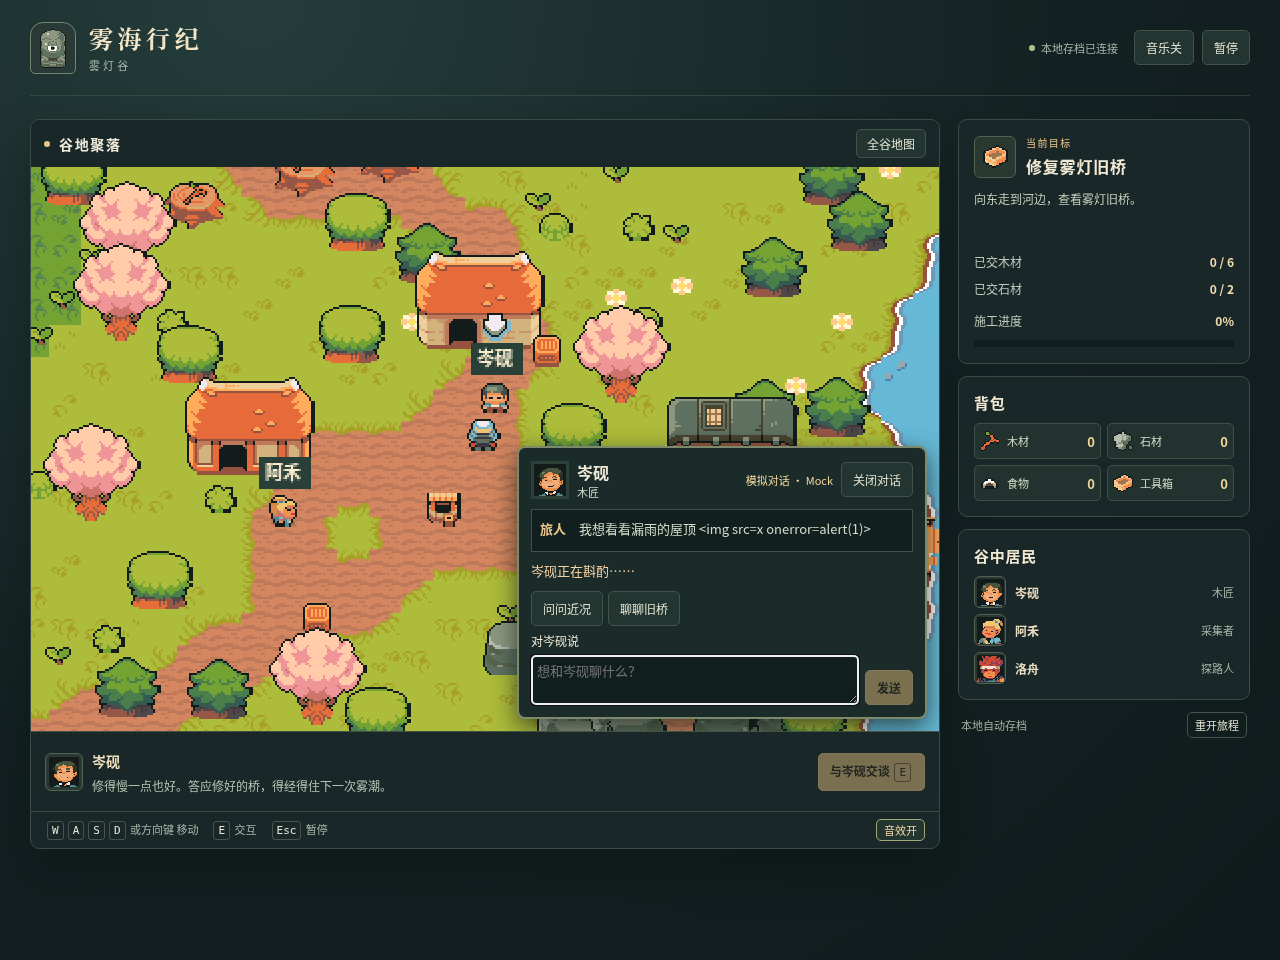 雾海行纪
雾灯谷
本地存档已连接
音乐关
暂停
谷地聚落
全谷地图
岑砚
阿禾
岑砚
木匠
模拟对话 · Mock
关闭对话
旅人 我想看看漏雨的屋顶 <img src=x onerror=alert(1)>
岑砚正在斟酌……
问问近况
聊聊旧桥
对岑砚说
想和岑砚聊什么？
发送
岑砚
修得慢一点也好。答应修好的桥，得经得住下一次雾潮。
与岑砚交谈 E
W A S D 或方向键 移动 E 交互 Esc 暂停
音效开
当前目标
修复雾灯旧桥
向东走到河边，查看雾灯旧桥。
已交木材 0 / 6
已交石材 0 / 2
施工进度 0%
背包
木材 0
石材 0
食物 0
工具箱 0
谷中居民
岑砚 木匠
阿禾 采集者
洛舟 探路人
本地自动存档
重开旅程